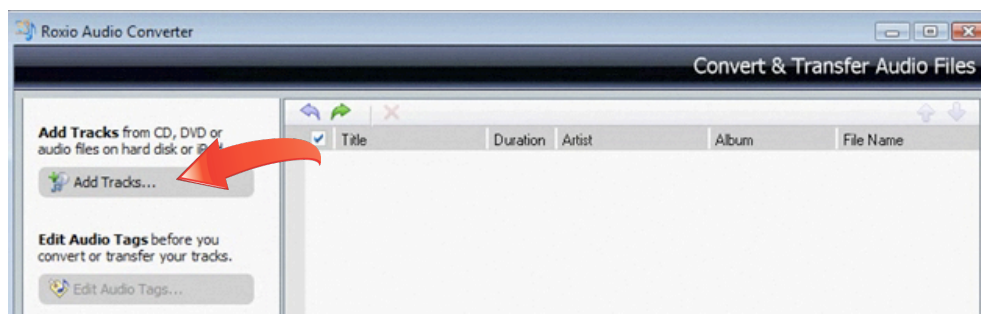 Roxio Audio Converter
Convert & Transfer Audio Files
Add Tracks from CD, DVD or
audio files on hard disk or
Add Tracks...
Edit Audio Tags before you
convert or transfer your tracks.
Edit Audio Tags...
Title Duration Artist Album File Name